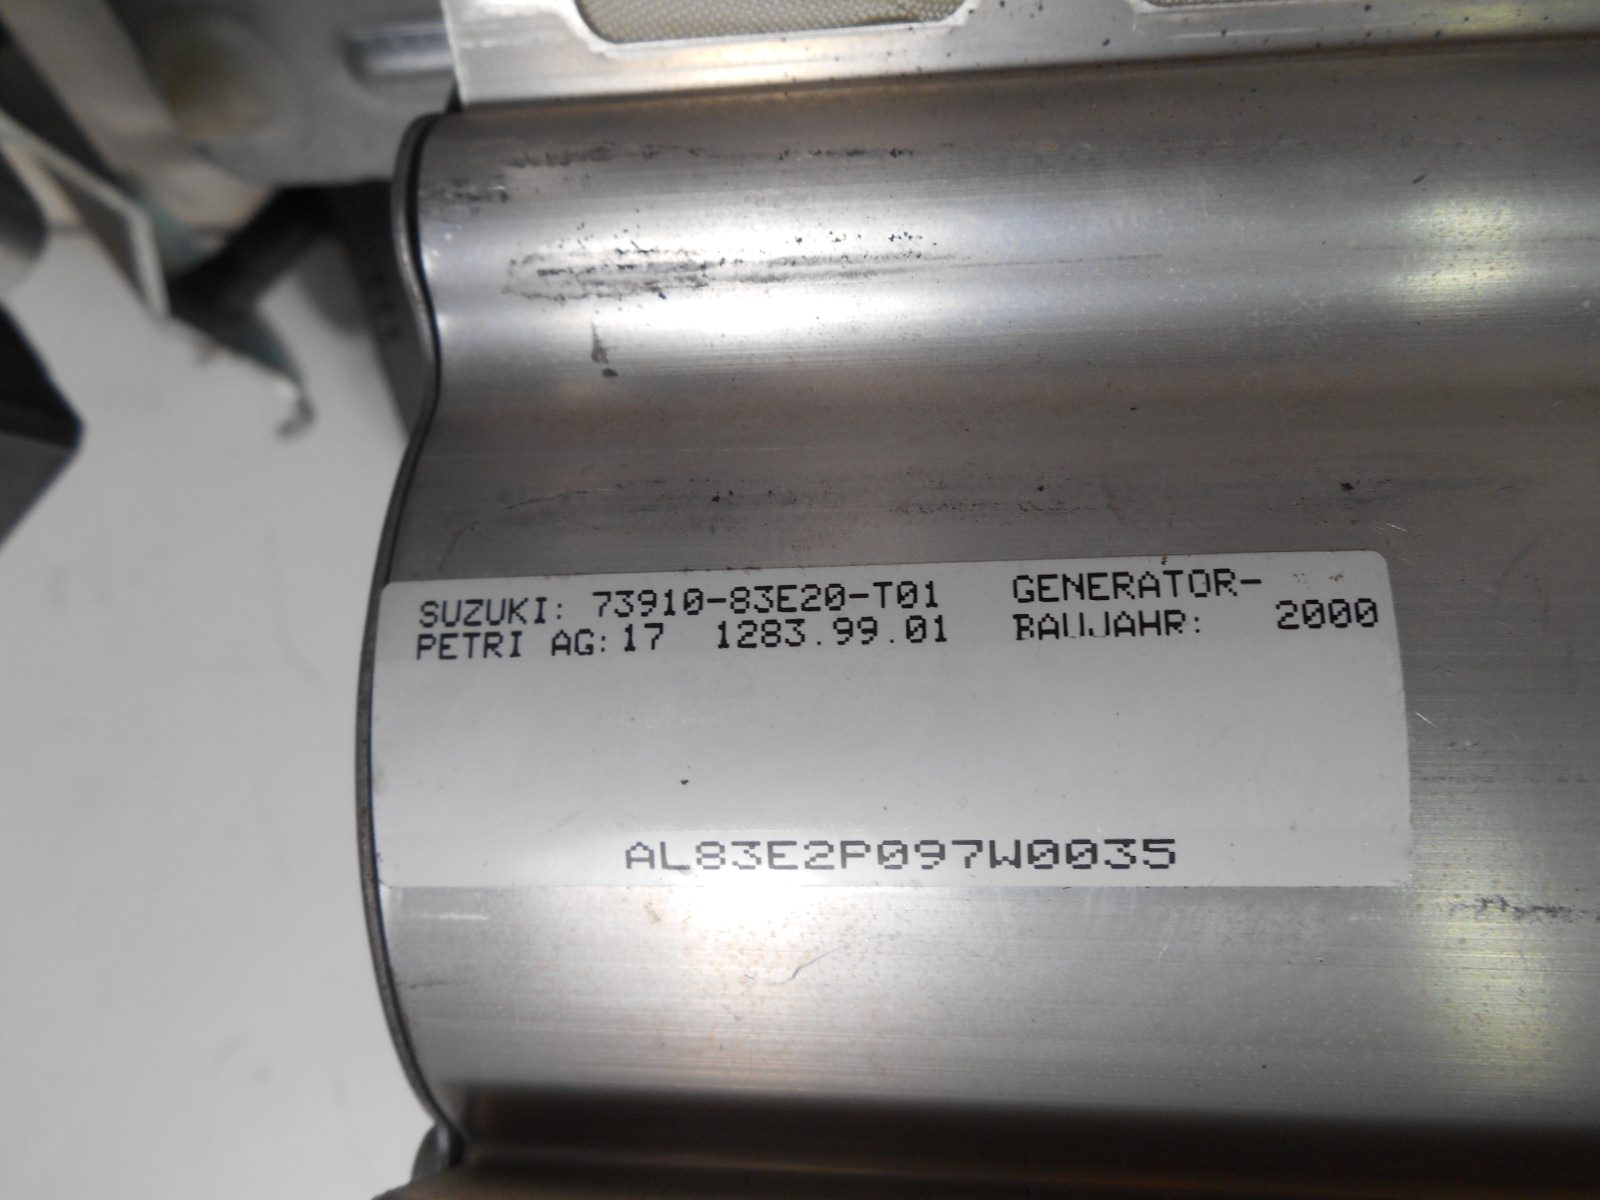 SUZUKI: 73910-83E20-T01 GENERATOR-
PETRI AG: 17 1283.99.01 BAUJAHR: 2000
AL83E2P097W0035